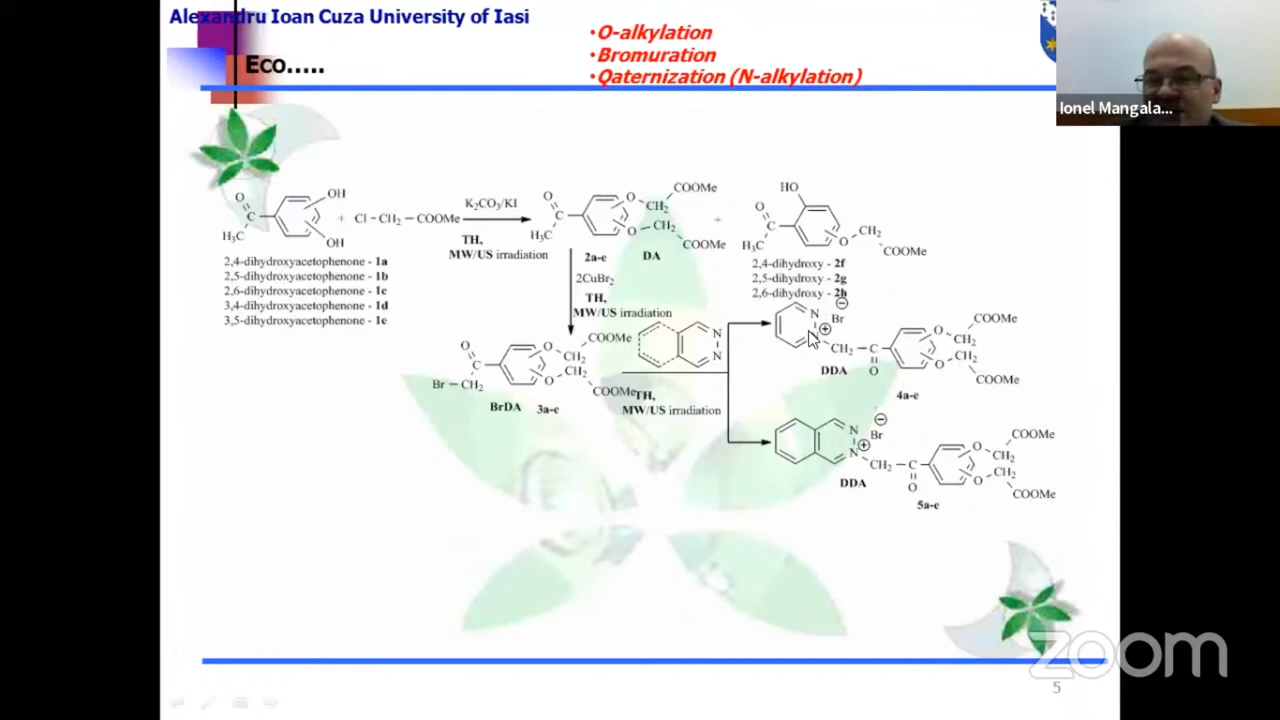 Alexandru Ioan Cuza University of Iasi
Eco.....
•O-alkylation
•Bromuration
•Qaternization (N-alkylation)
Ionel Mangala...
O
C
H₃C
OH
OH
+ Cl-CH₂-COOMe
K₂CO₃/KI
TH,
MW/US irradiation
O
C
H₃C
O
CH₂
COOMe
O
CH₂
COOMe
2a-e
DA
+
HO
O
C
H₃C
O
CH₂
COOMe
2,4-dihydroxyacetophenone - 1a
2,5-dihydroxyacetophenone - 1b
2,6-dihydroxyacetophenone - 1c
3,4-dihydroxyacetophenone - 1d
3,5-dihydroxyacetophenone - 1e
2,4-dihydroxy - 2f
2,5-dihydroxy - 2g
2,6-dihydroxy - 2h
2CuBr₂
TH,
MW/US irradiation
O
C
Br-CH₂
O
CH₂
COOMe
O
CH₂
COOMe
BrDA 3a-e
N
N
TH,
MW/US irradiation
N
Br
+
CH₂-C
O
O
CH₂
COOMe
O
CH₂
COOMe
DDA
4a-e
N
N
Br
+
CH₂-C
O
O
CH₂
COOMe
O
CH₂
COOMe
DDA
5a-e
zoom
5